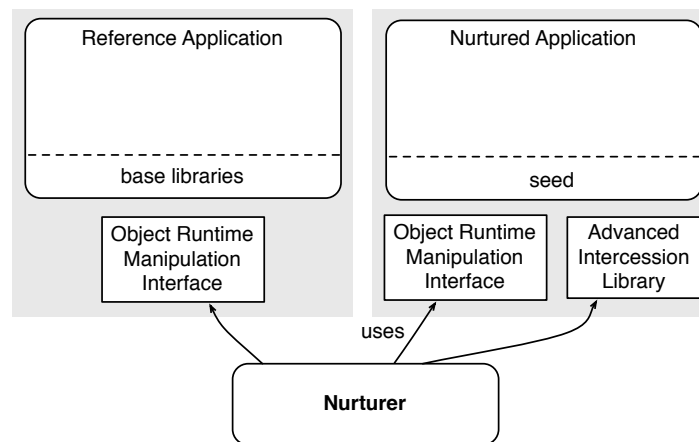 Reference Application
base libraries
Object Runtime
Manipulation
Interface
Nurtured Application
seed
Object Runtime
Manipulation
Interface
Advanced
Intercession
Library
uses
Nurturer